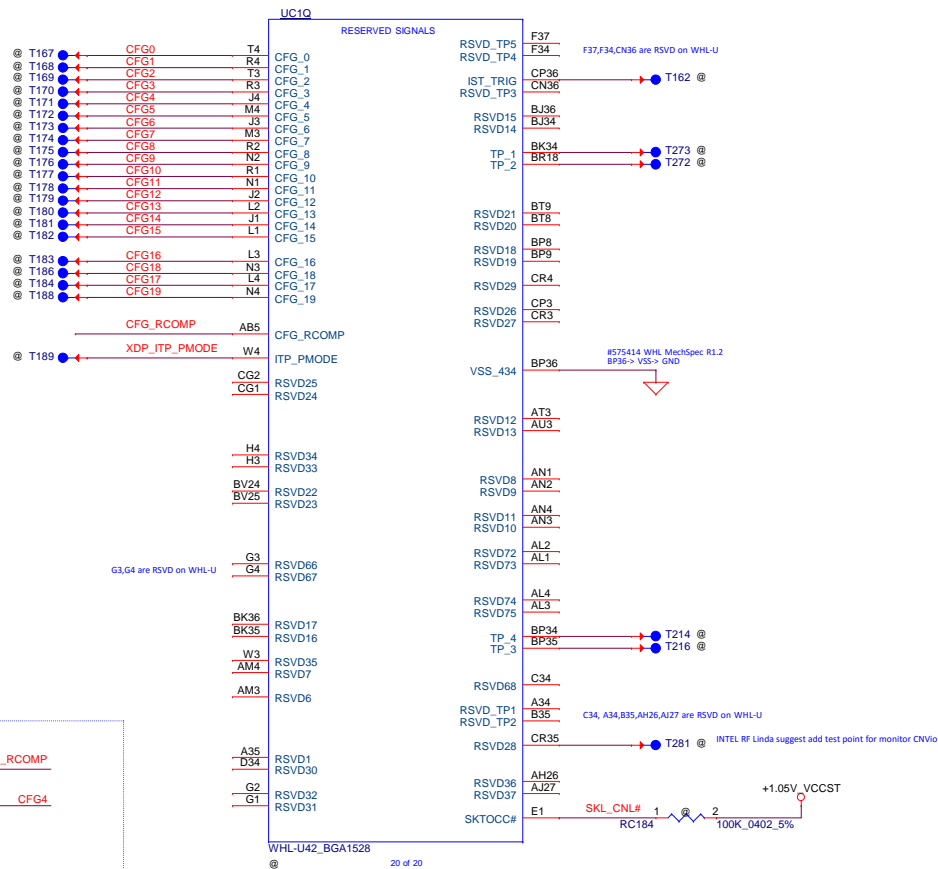 UC1Q
RESERVED SIGNALS
@ T167 CFG0 T4 CFG_0
@ T168 CFG1 R4 CFG_1
@ T169 CFG2 T3 CFG_2
@ T170 CFG3 R3 CFG_3
@ T171 CFG4 J4 CFG_4
@ T172 CFG5 M4 CFG_5
@ T173 CFG6 J3 CFG_6
@ T174 CFG7 M3 CFG_7
@ T175 CFG8 R2 CFG_8
@ T176 CFG9 N2 CFG_9
@ T177 CFG10 R1 CFG_10
@ T178 CFG11 N1 CFG_11
@ T179 CFG12 J2 CFG_12
@ T180 CFG13 L2 CFG_13
@ T181 CFG14 J1 CFG_14
@ T182 CFG15 L1 CFG_15
@ T183 CFG16 L3 CFG_16
@ T186 CFG18 N3 CFG_18
@ T184 CFG17 L4 CFG_17
@ T188 CFG19 N4 CFG_19
CFG_RCOMP AB5 CFG_RCOMP
@ T189 XDP_ITP_PMODE W4 ITP_PMODE
CG2 RSVD25
CG1 RSVD24
H4 RSVD34
H3 RSVD33
BV24 RSVD22
BV25 RSVD23
G3 RSVD66
G3,G4 are RSVD on WHL-U
G4 RSVD67
BK36 RSVD17
BK35 RSVD16
W3 RSVD35
AM4 RSVD7
AM3 RSVD6
A35 RSVD1
D34 RSVD30
G2 RSVD32
G1 RSVD31
_RCOMP
CFG4
RSVD_TP5 F37
RSVD_TP4 F34
F37,F34,CN36 are RSVD on WHL-U
IST_TRIG CP36 T162 @
RSVD_TP3 CN36
RSVD15 BJ36
RSVD14 BJ34
TP_1 BK34 T273 @
TP_2 BR18 T272 @
RSVD21 BT9
RSVD20 BT8
RSVD18 BP8
RSVD19 BP9
RSVD29 CR4
RSVD26 CP3
RSVD27 CR3
#575414 WHL MechSpec R1.2
BP36-> VSS-> GND
VSS_434 BP36
RSVD12 AT3
RSVD13 AU3
RSVD8 AN1
RSVD9 AN2
RSVD11 AN4
RSVD10 AN3
RSVD72 AL2
RSVD73 AL1
RSVD74 AL4
RSVD75 AL3
TP_4 BP34 T214 @
TP_3 BP35 T216 @
RSVD68 C34
RSVD_TP1 A34
RSVD_TP2 B35
C34, A34,B35,AH26,AJ27 are RSVD on WHL-U
RSVD28 CR35 T281 @
INTEL RF Linda suggest add test point for monitor CNVio
RSVD36 AH26
RSVD37 AJ27
+1.05V_VCCST
SKTOCC# E1 SKL_CNL# 1 @ 2
RC184 100K_0402_5%
WHL-U42_BGA1528
@
20 of 20